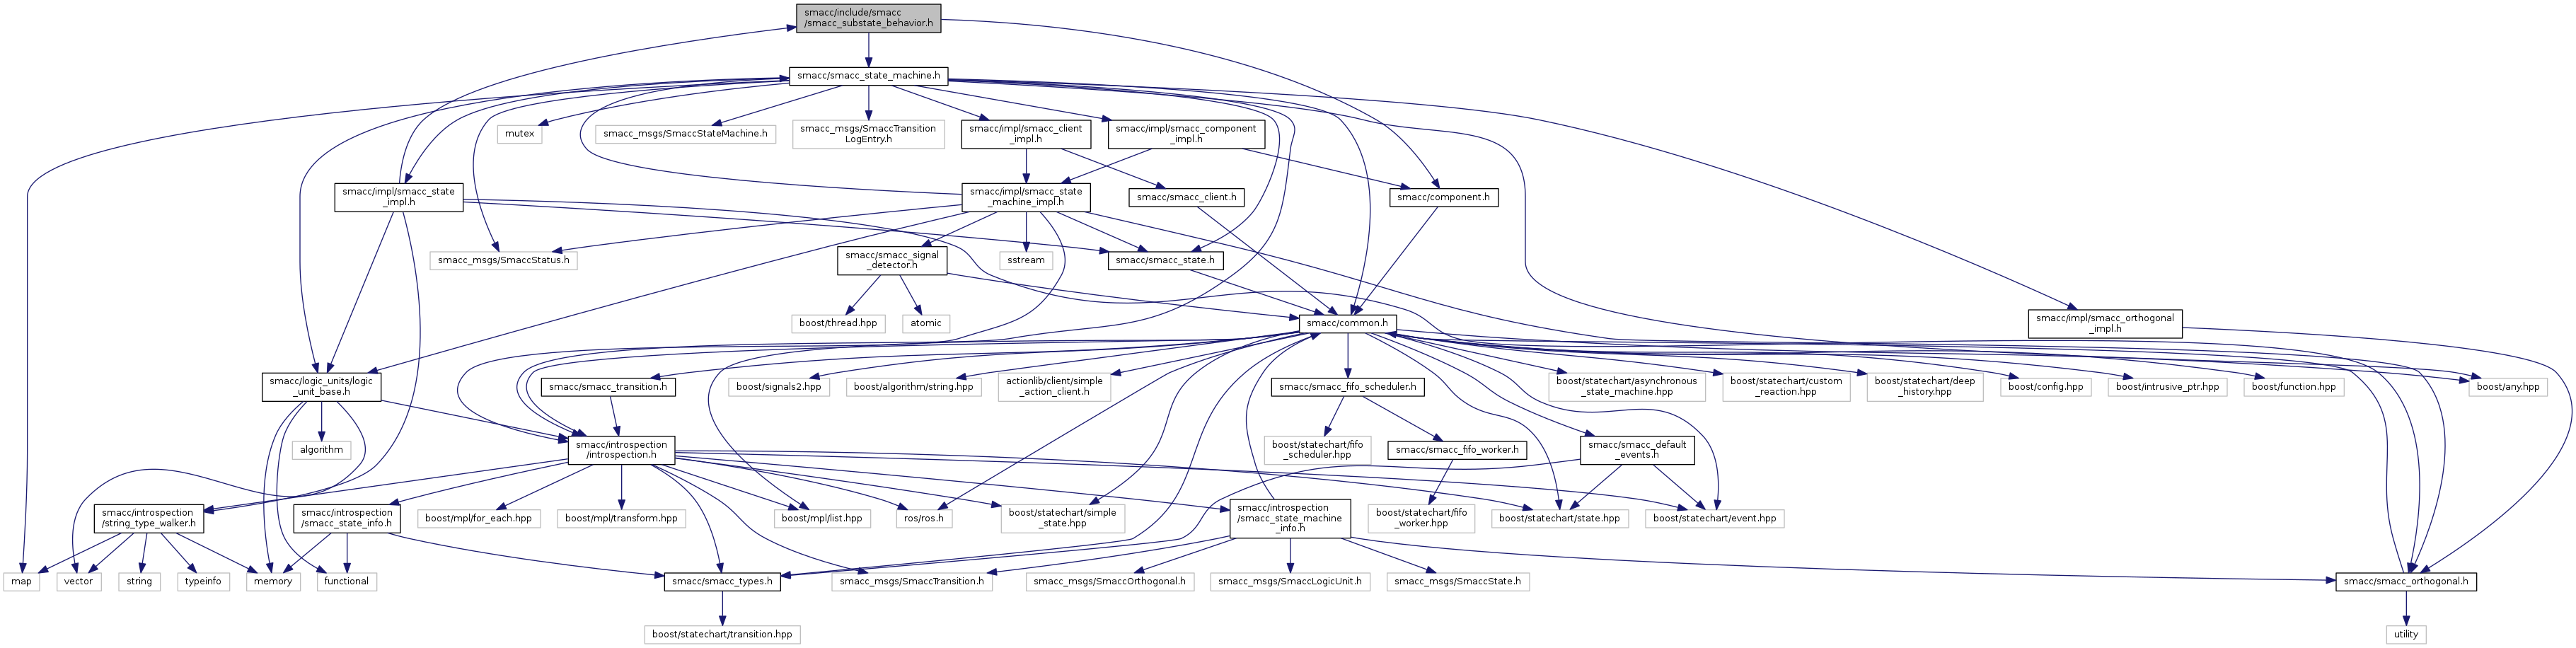 smacc/include/smacc
/smacc_substate_behavior.h
smacc/smacc_state_machine.h
mutex
smacc_msgs/SmaccStateMachine.h
smacc_msgs/SmaccTransition
LogEntry.h
smacc/impl/smacc_client
_impl.h
smacc/impl/smacc_component
_impl.h
smacc/impl/smacc_state
_impl.h
smacc/impl/smacc_state
_machine_impl.h
smacc/smacc_client.h
smacc/component.h
smacc_msgs/SmaccStatus.h
smacc/smacc_signal
_detector.h
sstream
smacc/smacc_state.h
boost/thread.hpp
atomic
smacc/common.h
smacc/impl/smacc_orthogonal
_impl.h
smacc/logic_units/logic
_unit_base.h
smacc/smacc_transition.h
boost/signals2.hpp
boost/algorithm/string.hpp
actionlib/client/simple
_action_client.h
smacc/smacc_fifo_scheduler.h
boost/statechart/asynchronous
_state_machine.hpp
boost/statechart/custom
_reaction.hpp
boost/statechart/deep
_history.hpp
boost/config.hpp
boost/intrusive_ptr.hpp
boost/function.hpp
boost/any.hpp
algorithm
smacc/introspection
/introspection.h
boost/statechart/fifo
_scheduler.hpp
smacc/smacc_fifo_worker.h
smacc/smacc_default
_events.h
smacc/introspection
/string_type_walker.h
smacc/introspection
/smacc_state_info.h
boost/mpl/for_each.hpp
boost/mpl/transform.hpp
boost/mpl/list.hpp
ros/ros.h
boost/statechart/simple
_state.hpp
smacc/introspection
/smacc_state_machine
_info.h
boost/statechart/fifo
_worker.hpp
boost/statechart/state.hpp
boost/statechart/event.hpp
map
vector
string
typeinfo
memory
functional
smacc/smacc_types.h
smacc_msgs/SmaccTransition.h
smacc_msgs/SmaccOrthogonal.h
smacc_msgs/SmaccLogicUnit.h
smacc_msgs/SmaccState.h
smacc/smacc_orthogonal.h
boost/statechart/transition.hpp
utility